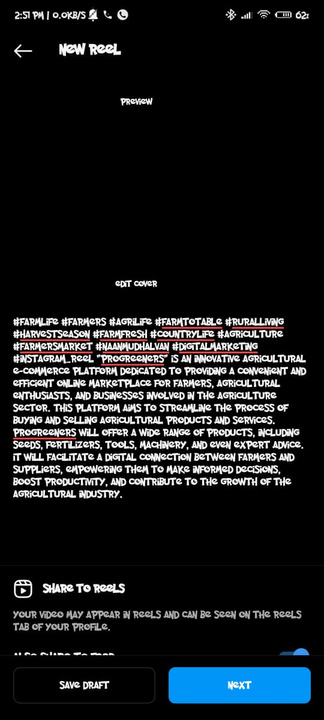 2:51 PM | 0.0KB/S 62
New Reel
Preview
Edit cover
#farmlife #farmers #agrilife #farmtotable #ruralliving
#harvestseason #farmfresh #countrylife #agriculture
#farmersmarket #naanmudhalvan #digitalmarketing
#instagram_reel "Progreeners" is an innovative agricultural
e-commerce platform dedicated to providing a convenient and
efficient online marketplace for farmers, agricultural
enthusiasts, and businesses involved in the agriculture
sector. This platform aims to streamline the process of
buying and selling agricultural products and services.
Progreeners will offer a wide range of products, including
seeds, fertilizers, tools, machinery, and even expert advice.
It will facilitate a digital connection between farmers and
suppliers, empowering them to make informed decisions,
boost productivity, and contribute to the growth of the
agricultural industry.
Share to Reels
Your video may appear in Reels and can be seen on the Reels
tab of your profile.
Also share to Feed
Save draft
Next